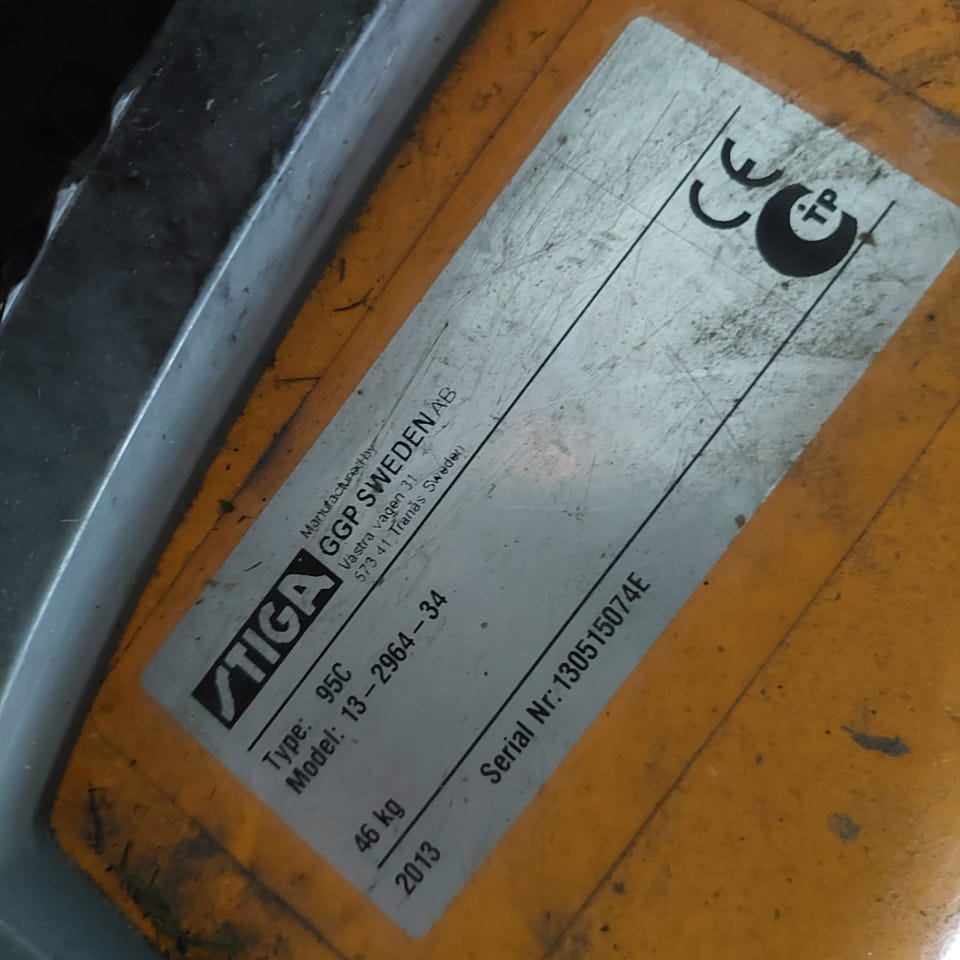 STIGA
Manufactured by
GGP SWEDEN AB
Västra vägen 31
573 41 Tranås Sweden
CE
TP
Type: 95C
Model: 13-2964-34
46 kg
2013
Serial Nr: 130515074E